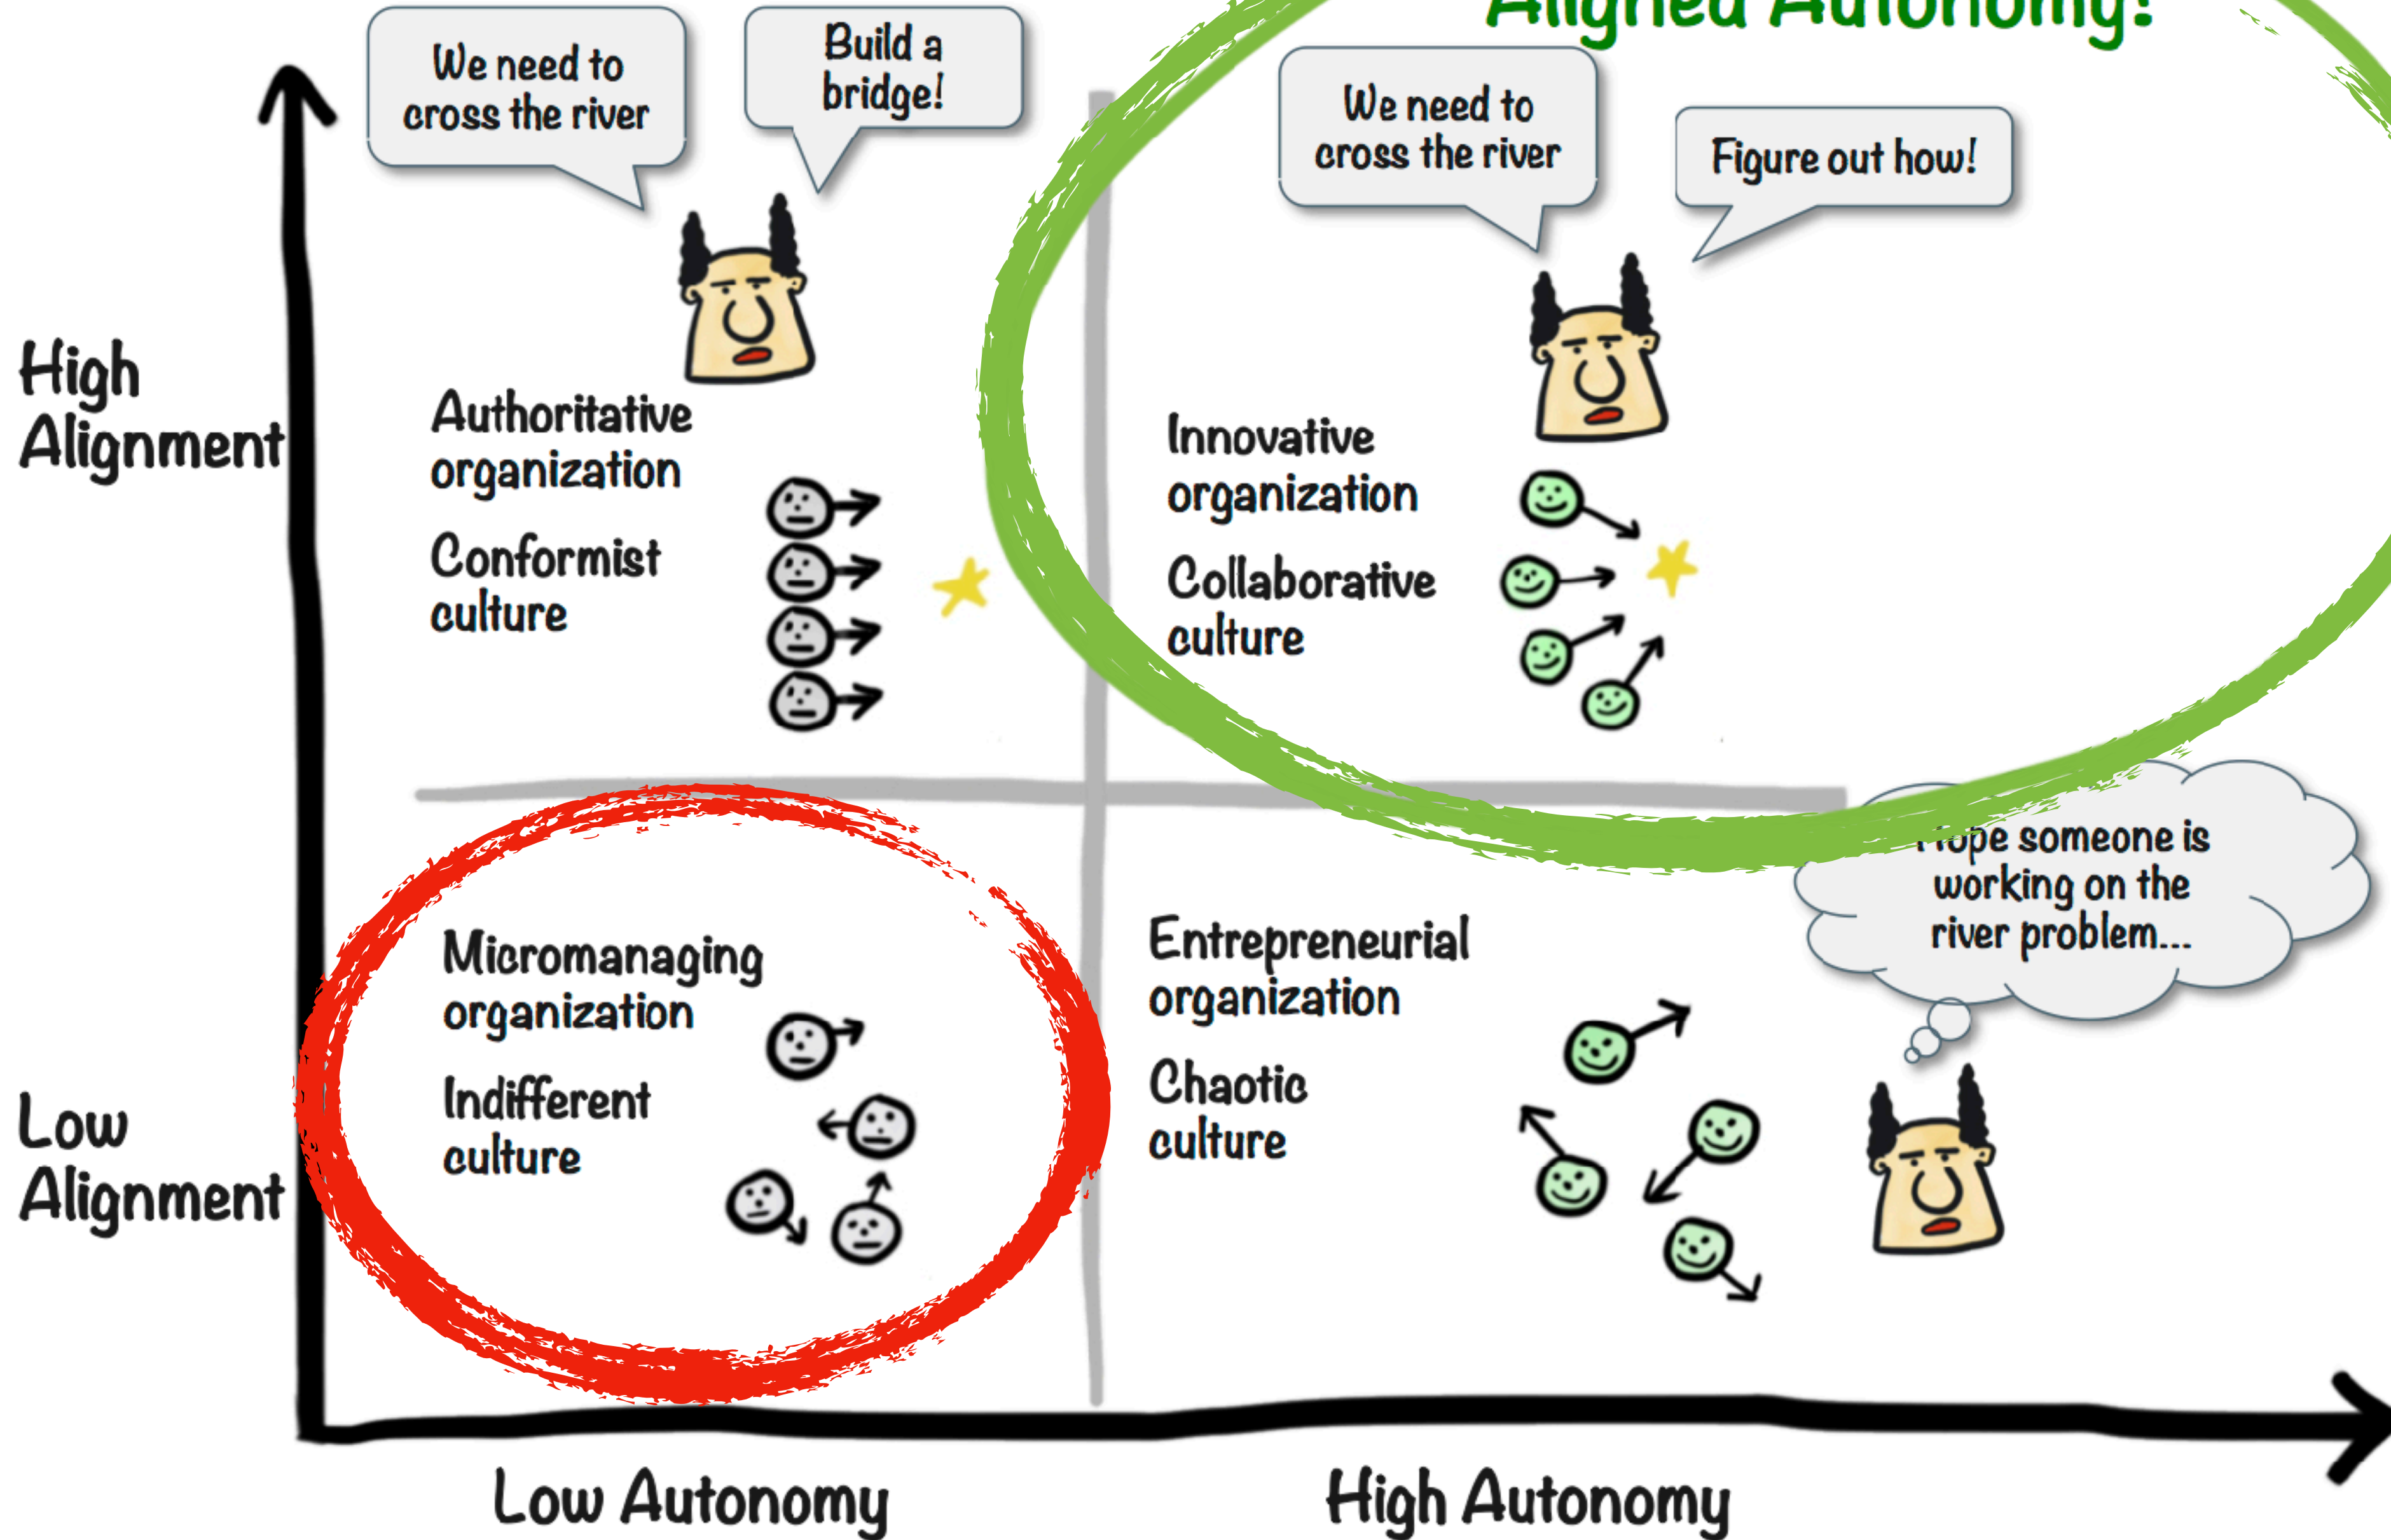 Aligned Autonomy!
We need to
cross the river
Build a
bridge!
We need to
cross the river
Figure out how!
High
Alignment
Authoritative
organization
Conformist
culture
Innovative
organization
Collaborative
culture
Low
Alignment
Micromanaging
organization
Indifferent
culture
Entrepreneurial
organization
Chaotic
culture
Hope someone is
working on the
river problem...
Low Autonomy
High Autonomy